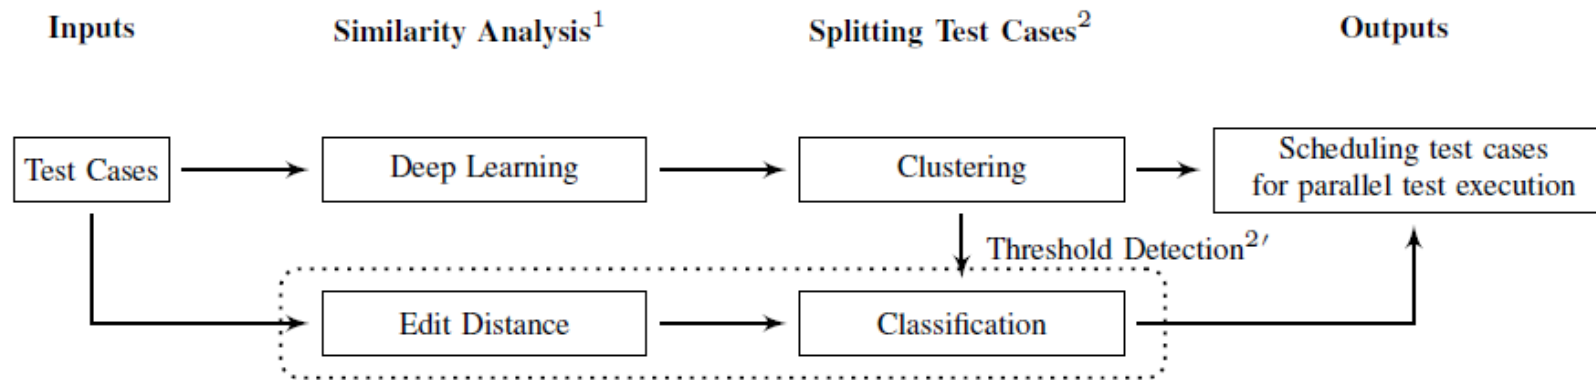 Inputs
Similarity Analysis¹
Splitting Test Cases²
Outputs
Test Cases
Deep Learning
Clustering
Scheduling test cases
for parallel test execution
Threshold Detection²′
Edit Distance
Classification